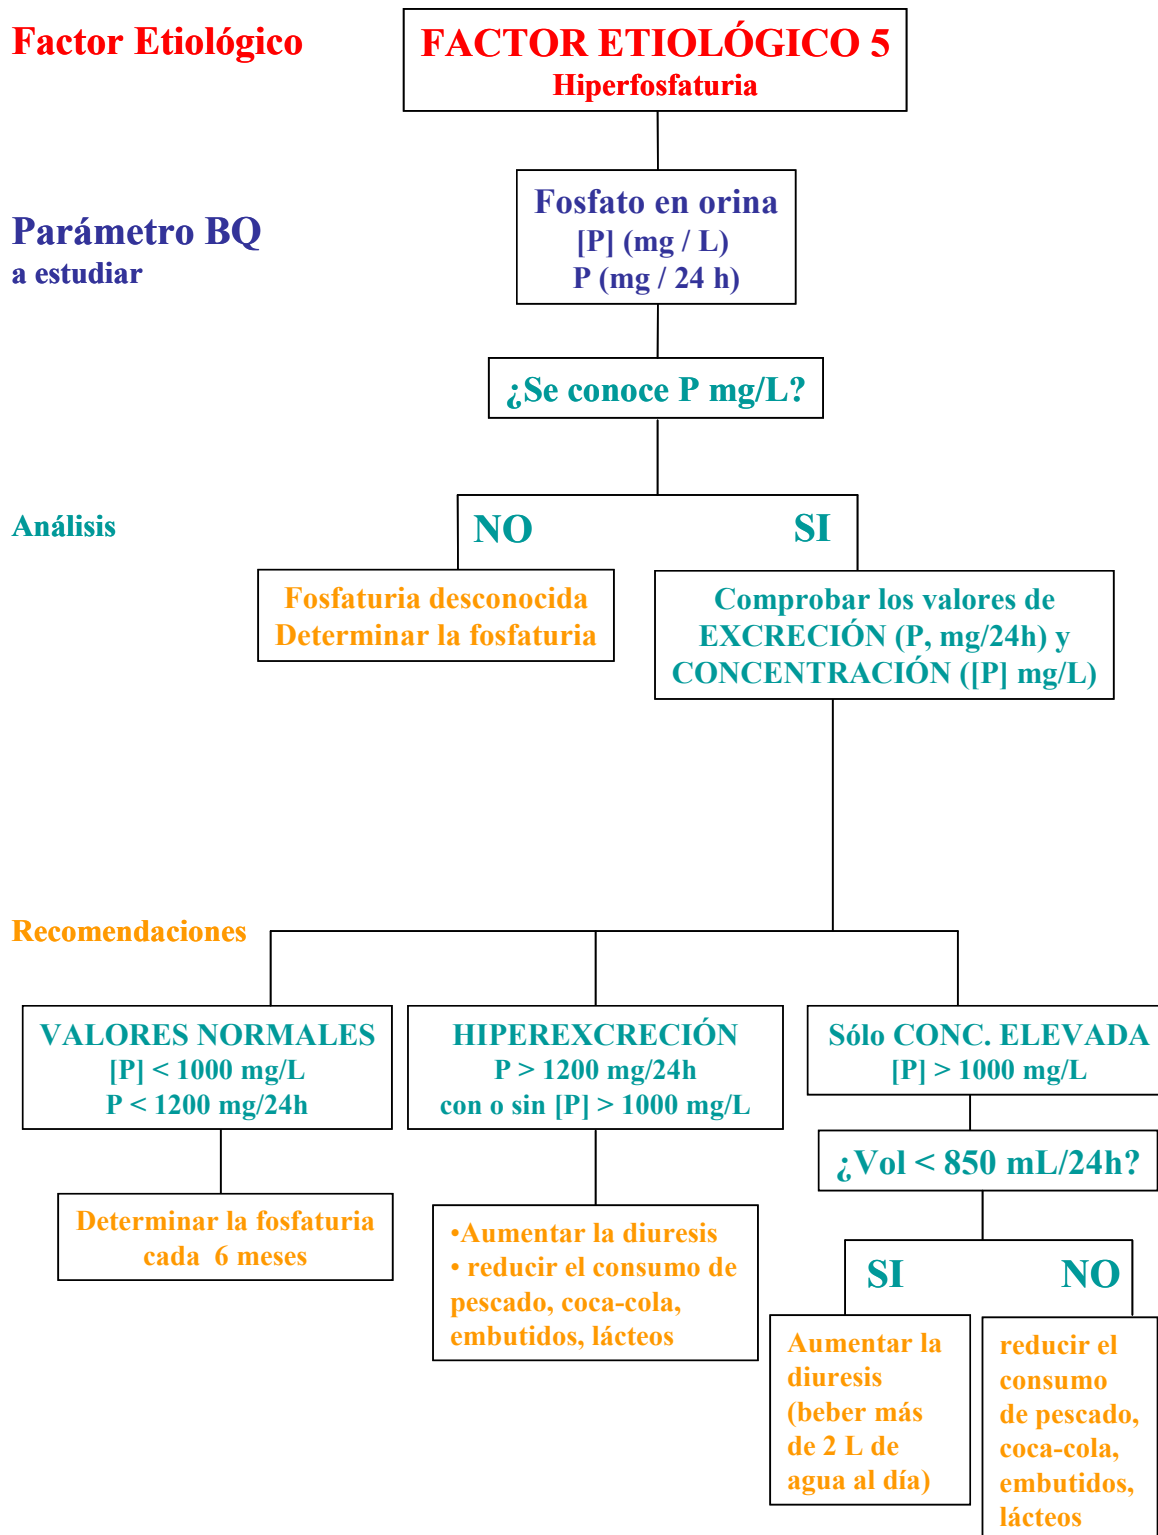 Factor Etiológico
FACTOR ETIOLÓGICO 5
Hiperfosfaturia
Parámetro BQ
a estudiar
Fosfato en orina
[P] (mg / L)
P (mg / 24 h)
¿Se conoce P mg/L?
Análisis
NO
SI
Fosfaturia desconocida
Determinar la fosfaturia
Comprobar los valores de
EXCRECIÓN (P, mg/24h) y
CONCENTRACIÓN ([P] mg/L)
Recomendaciones
VALORES NORMALES
[P] < 1000 mg/L
P < 1200 mg/24h
HIPEREXCRECIÓN
P > 1200 mg/24h
con o sin [P] > 1000 mg/L
Sólo CONC. ELEVADA
[P] > 1000 mg/L
¿Vol < 850 mL/24h?
Determinar la fosfaturia
cada 6 meses
•Aumentar la diuresis
• reducir el consumo de
pescado, coca-cola,
embutidos, lácteos
SI
NO
Aumentar la
diuresis
(beber más
de 2 L de
agua al día)
reducir el
consumo
de pescado,
coca-cola,
embutidos,
lácteos